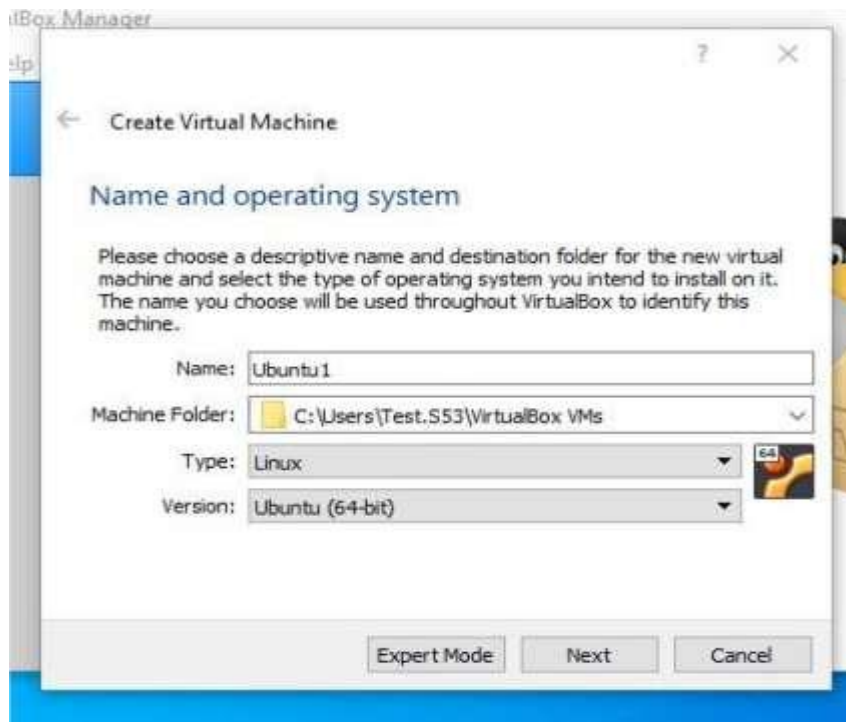 alBox Manager
elp
?
Create Virtual Machine
Name and operating system
Please choose a descriptive name and destination folder for the new virtual
machine and select the type of operating system you intend to install on it.
The name you choose will be used throughout VirtualBox to identify this
machine.
Name: Ubuntu1
Machine Folder: C:\Users\Test.S53\VirtualBox VMs
Type: Linux
64
Version: Ubuntu (64-bit)
Expert Mode Next Cancel